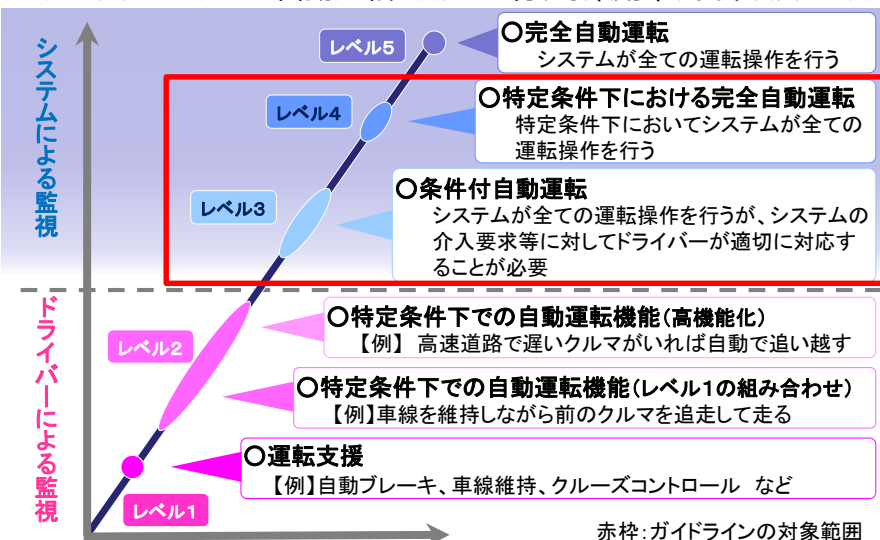 レベル5
〇完全自動運転
システムが全ての運転操作を行う
レベル4
〇特定条件下における完全自動運転
特定条件下においてシステムが全ての
運転操作を行う
システムによる監視
レベル3
〇条件付自動運転
システムが全ての運転操作を行うが、システムの
介入要求等に対してドライバーが適切に対応す
ることが必要
ドライバーによる監視
レベル2
〇特定条件下での自動運転機能(高機能化)
【例】 高速道路で遅いクルマがいれば自動で追い越す
〇特定条件下での自動運転機能(レベル1の組み合わせ)
【例】車線を維持しながら前のクルマを追走して走る
〇運転支援
【例】自動ブレーキ、車線維持、クルーズコントロール など
レベル1
赤枠:ガイドラインの対象範囲